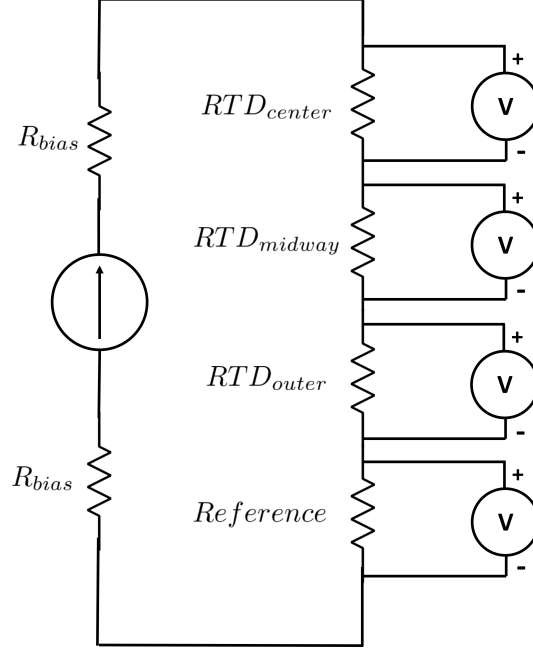 +
RTD_center
V
R_bias
-
+
RTD_midway
V
-
+
RTD_outer
V
-
R_bias
+
Reference
V
-